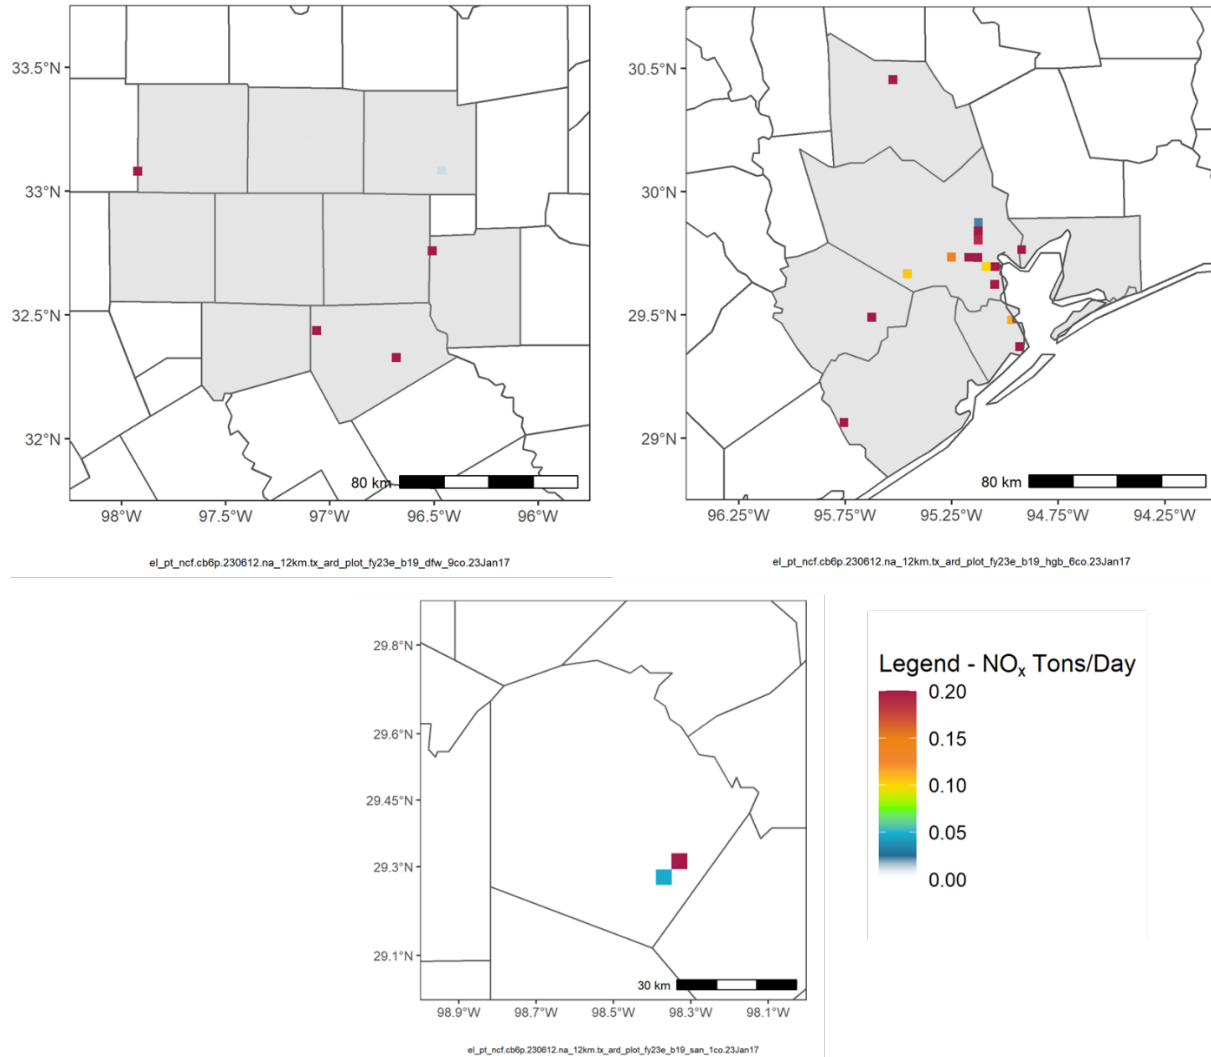 33.5°N
33°N
32.5°N
32°N
80 km
98°W 97.5°W 97°W 96.5°W 96°W
el_pt_ncf.cb6p.230612.na_12km.tx_ard_plot_fy23e_b19_dfw_9co.23Jan17
30.5°N
30°N
29.5°N
29°N
80 km
96.25°W 95.75°W 95.25°W 94.75°W 94.25°W
el_pt_ncf.cb6p.230612.na_12km.tx_ard_plot_fy23e_b19_hgb_6co.23Jan17
29.8°N
29.6°N
29.45°N
29.3°N
29.1°N
30 km
98.9°W 98.7°W 98.5°W 98.3°W 98.1°W
el_pt_ncf.cb6p.230612.na_12km.tx_ard_plot_fy23e_b19_san_1co.23Jan17
Legend - NOₓ Tons/Day
0.20
0.15
0.10
0.05
0.00